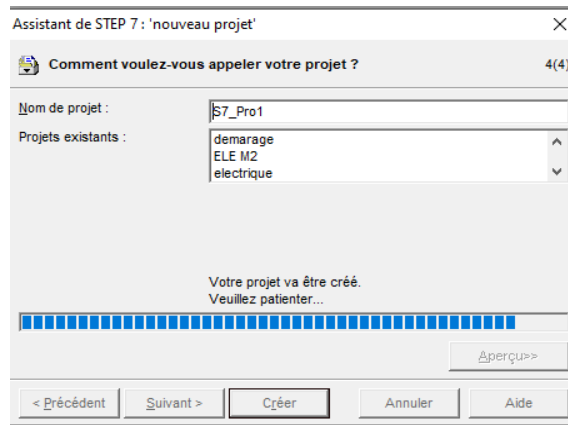 Assistant de STEP 7 : 'nouveau projet'
Comment voulez-vous appeler votre projet ? 4(4)
Nom de projet : S7_Pro1
Projets existants : demarage
ELE M2
electrique
Votre projet va être créé.
Veuillez patienter...
Aperçu>>
< Précédent Suivant > Créer Annuler Aide